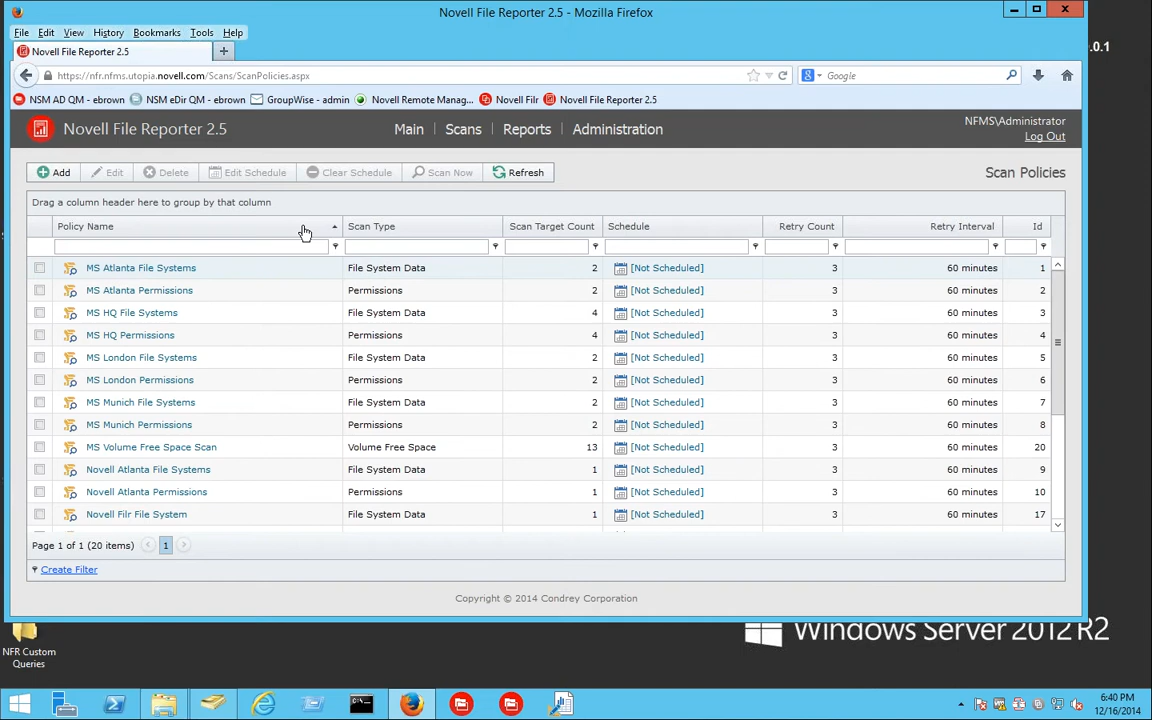 Novell File Reporter 2.5 - Mozilla Firefox
File Edit View History Bookmarks Tools Help
Novell File Reporter 2.5
.0.1
https://nfr.nfms.utopia.novell.com/Scans/ScanPolicies.aspx
Google
NSM AD QM - ebrown NSM eDir QM - ebrown GroupWise - admin Novell Remote Manag... Novell Filr Novell File Reporter 2.5
Novell File Reporter 2.5 Main Scans Reports Administration NFMS\Administrator
Log Out
Add Edit Delete Edit Schedule Clear Schedule Scan Now Refresh Scan Policies
Drag a column header here to group by that column
Policy Name Scan Type Scan Target Count Schedule Retry Count Retry Interval Id
MS Atlanta File Systems File System Data 2 [Not Scheduled] 3 60 minutes 1
MS Atlanta Permissions Permissions 2 [Not Scheduled] 3 60 minutes 2
MS HQ File Systems File System Data 4 [Not Scheduled] 3 60 minutes 3
MS HQ Permissions Permissions 4 [Not Scheduled] 3 60 minutes 4
MS London File Systems File System Data 2 [Not Scheduled] 3 60 minutes 5
MS London Permissions Permissions 2 [Not Scheduled] 3 60 minutes 6
MS Munich File Systems File System Data 2 [Not Scheduled] 3 60 minutes 7
MS Munich Permissions Permissions 2 [Not Scheduled] 3 60 minutes 8
MS Volume Free Space Scan Volume Free Space 13 [Not Scheduled] 3 60 minutes 20
Novell Atlanta File Systems File System Data 1 [Not Scheduled] 3 60 minutes 9
Novell Atlanta Permissions Permissions 1 [Not Scheduled] 3 60 minutes 10
Novell Filr File System File System Data 1 [Not Scheduled] 3 60 minutes 17
Page 1 of 1 (20 items) 1
Create Filter
Copyright © 2014 Condrey Corporation
Windows Server 2012 R2
NFR Custom
Queries
6:40 PM
12/16/2014